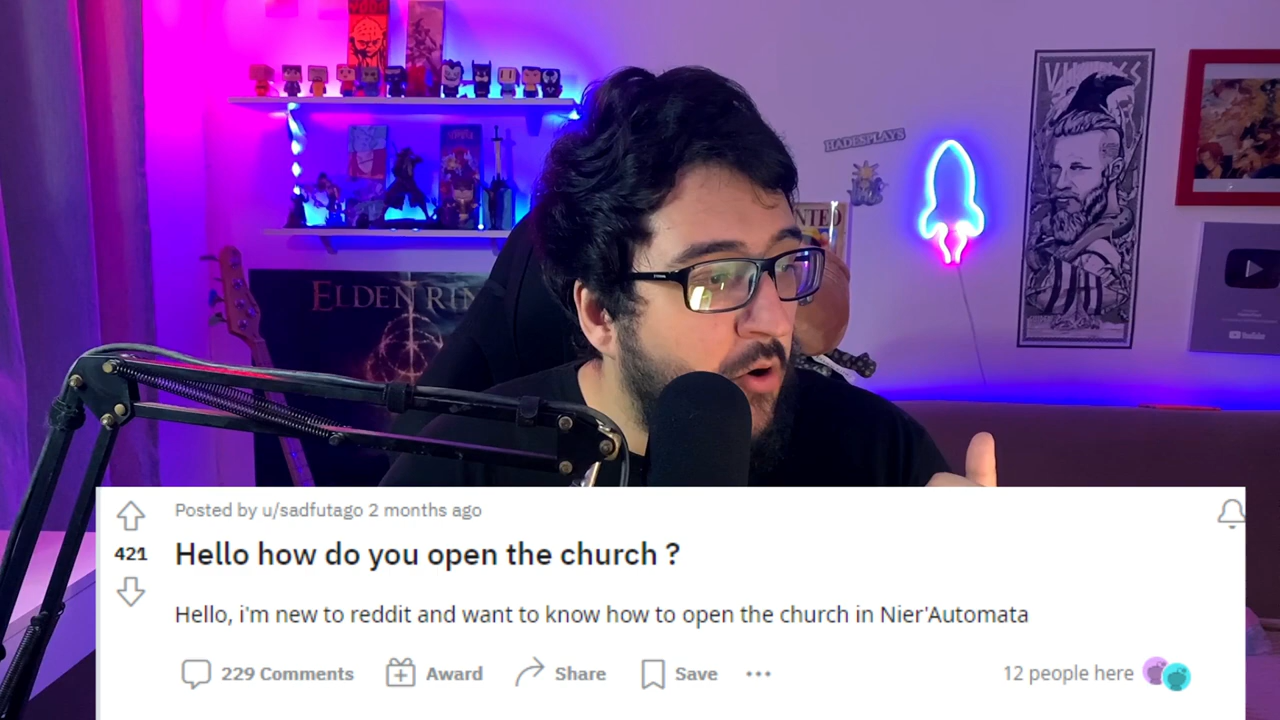 HADESPLAYS
ELDEN RIN
Posted by u/sadfutago 2 months ago
421
Hello how do you open the church ?
Hello, i'm new to reddit and want to know how to open the church in Nier'Automata
229 Comments
Award
Share
Save
12 people here
YouTube